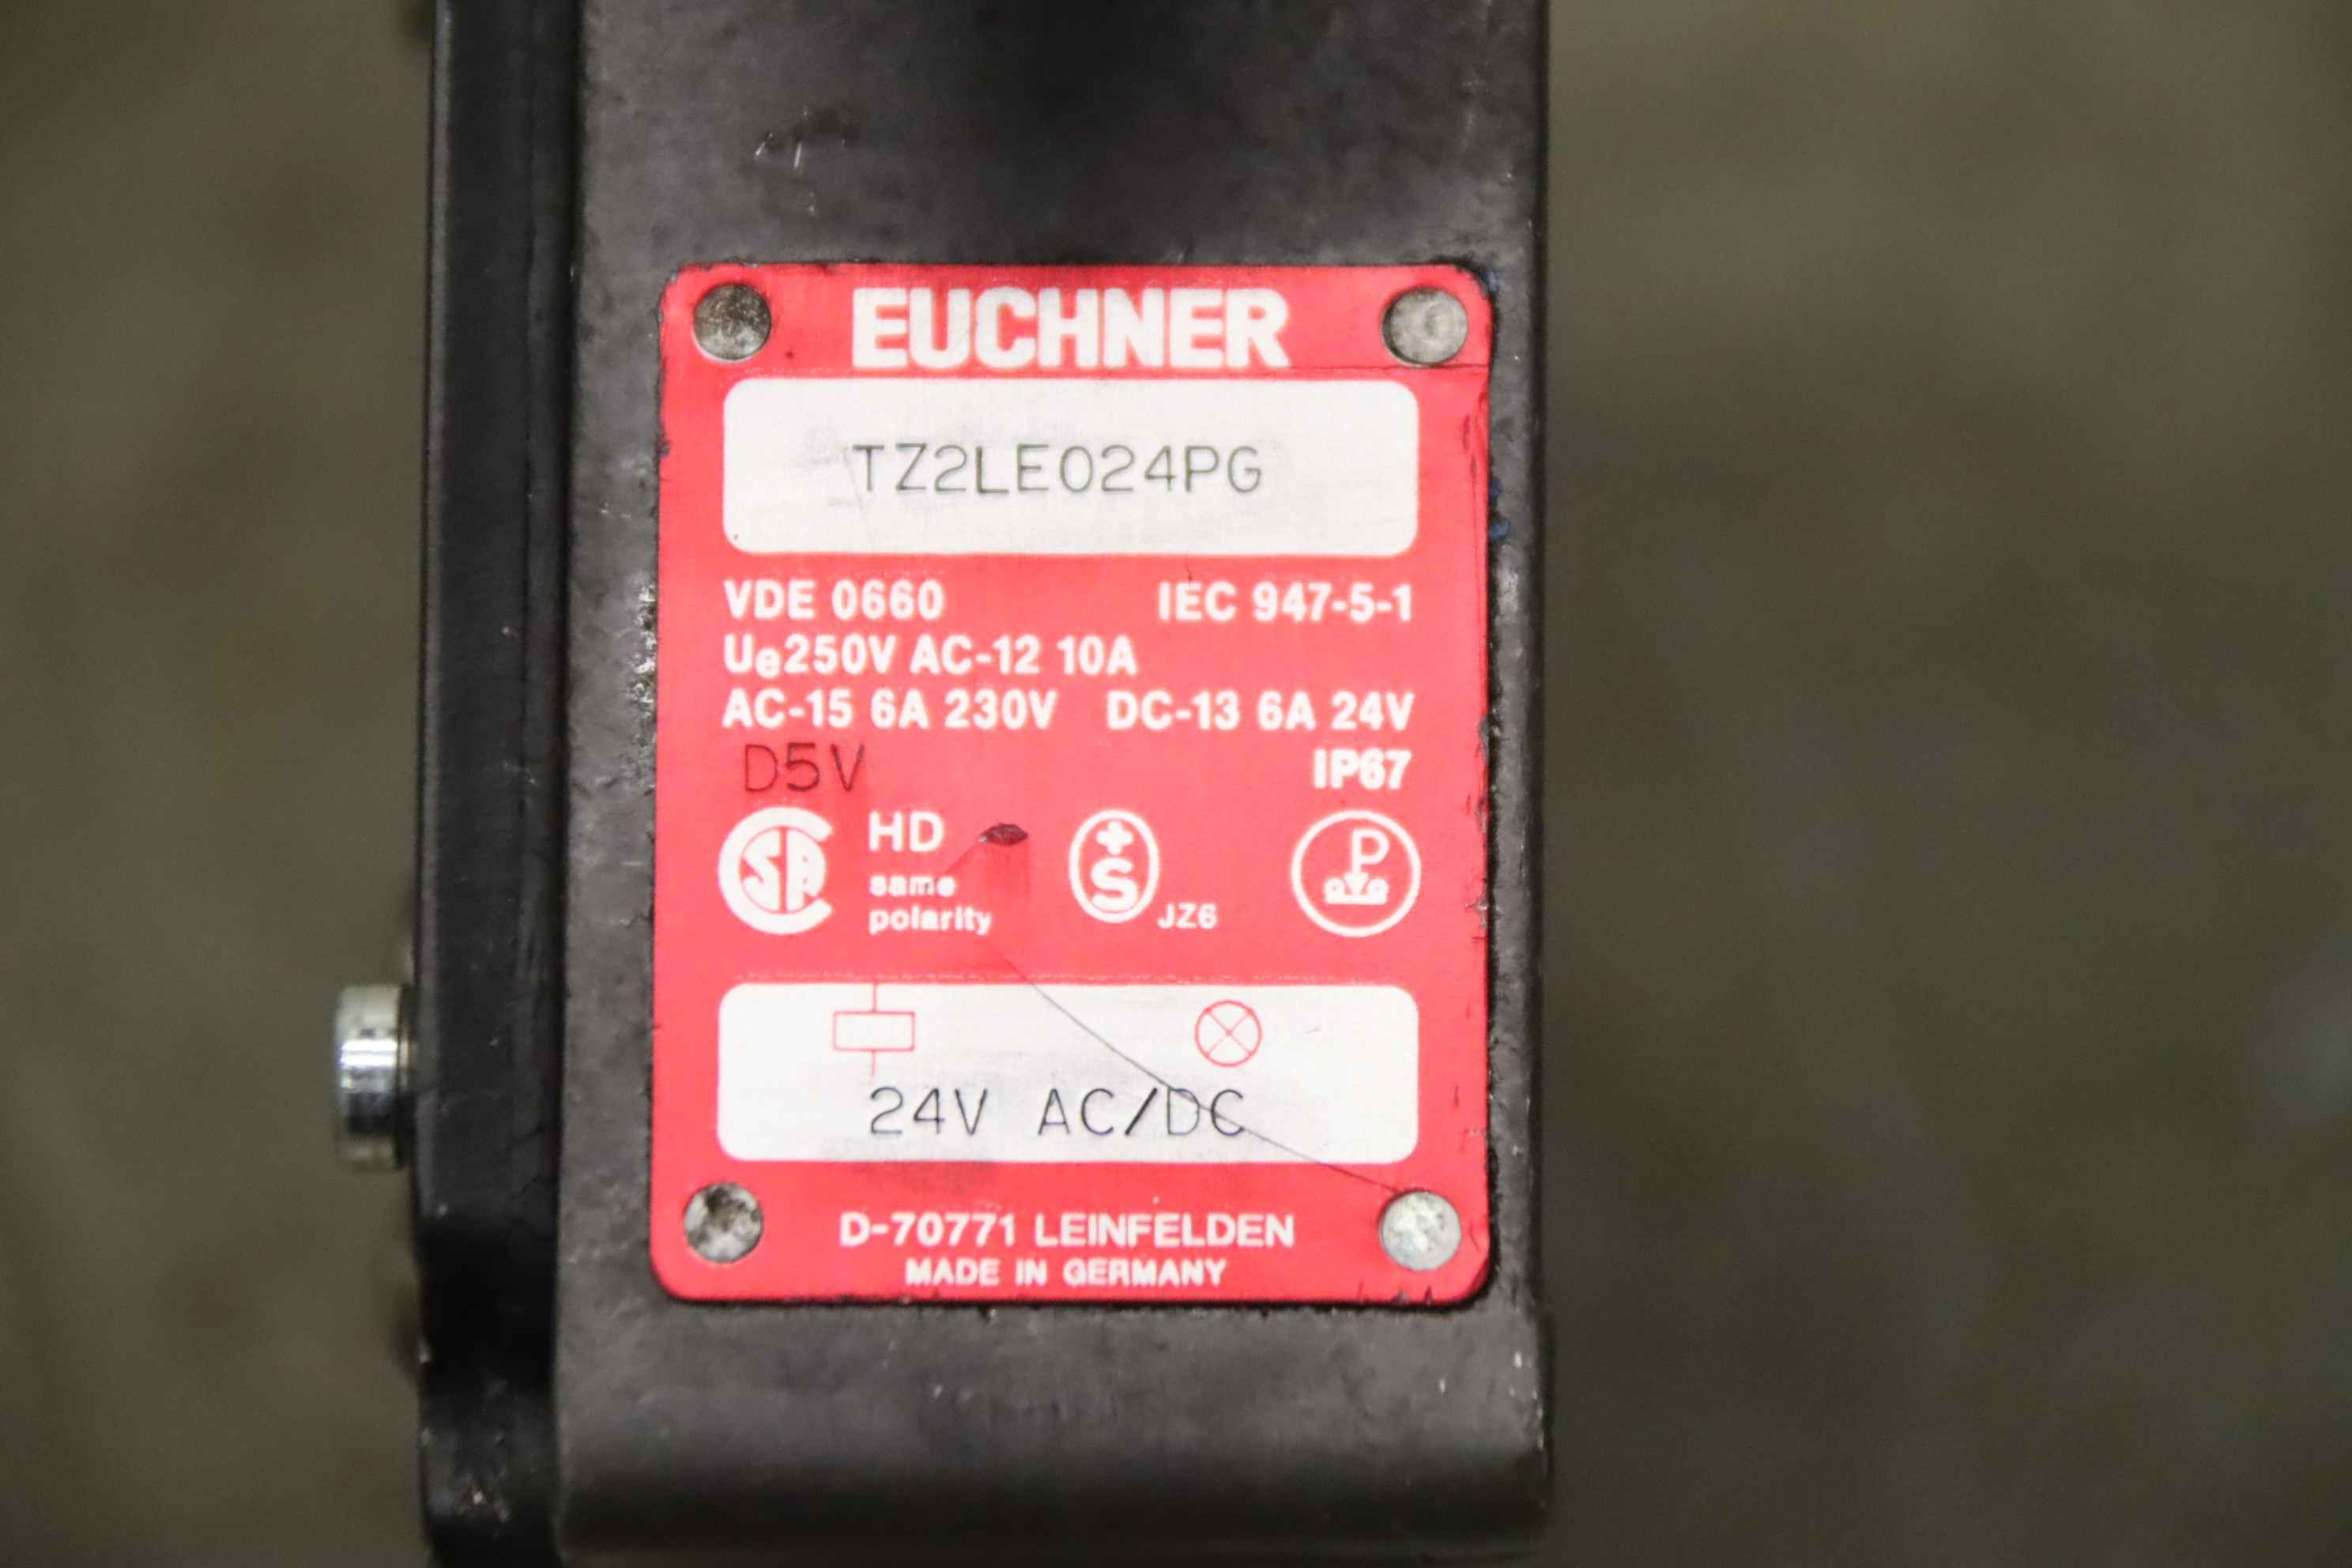 EUCHNER
TZ2LE024PG
VDE 0660 IEC 947-5-1
Ue250V AC-12 10A
AC-15 6A 230V DC-13 6A 24V
D5V IP67
SA HD
same
polarity
+S JZ6
P
24V AC/DC
D-70771 LEINFELDEN
MADE IN GERMANY